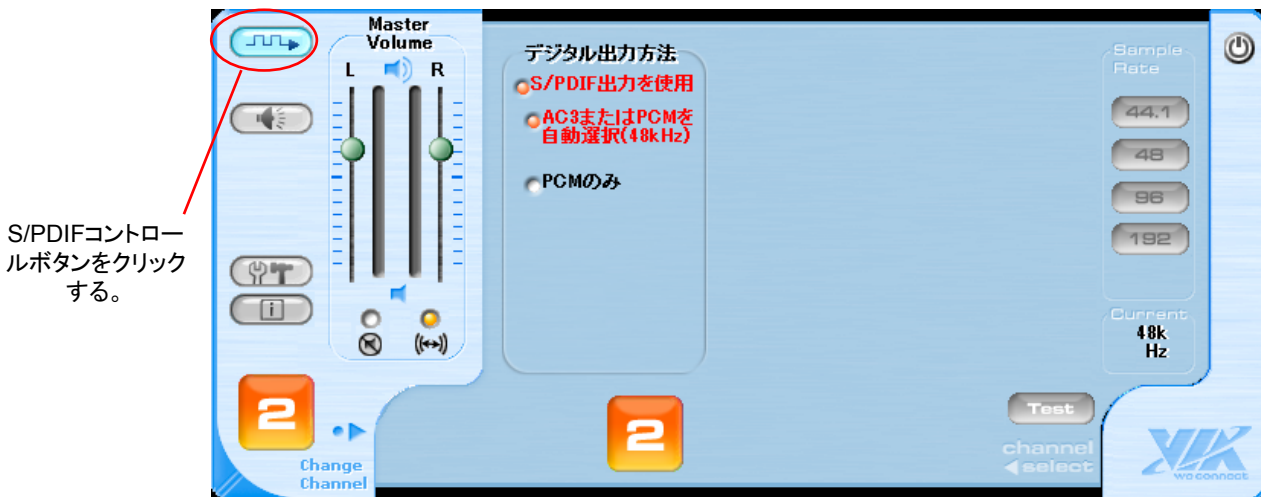 S/PDIFコントロー
ルボタンをクリック
する。
Master
Volume
L
R
2
Change
Channel
デジタル出力方法
S/PDIF出力を使用
AC3またはPCMを
自動選択(48kHz)
PCMのみ
2
Sample
Rate
44.1
48
96
192
Current
48k
Hz
Test
channel
select
i
VIA
we connect